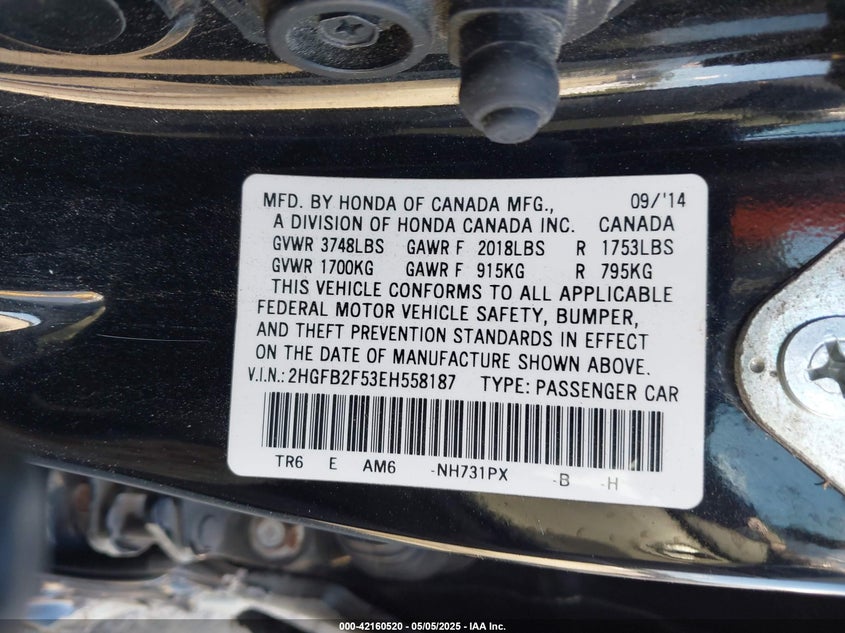 MFD. BY HONDA OF CANADA MFG., 09/'14
A DIVISION OF HONDA CANADA INC. CANADA
GVWR 3748LBS GAWR F 2018LBS R 1753LBS
GVWR 1700KG GAWR F 915KG R 795KG
THIS VEHICLE CONFORMS TO ALL APPLICABLE
FEDERAL MOTOR VEHICLE SAFETY, BUMPER,
AND THEFT PREVENTION STANDARDS IN EFFECT
ON THE DATE OF MANUFACTURE SHOWN ABOVE.
V.I.N.: 2HGFB2F53EH558187 TYPE: PASSENGER CAR
TR6 E AM6 -NH731PX -B -H
000-42160520 - 05/05/2025 - IAA Inc.